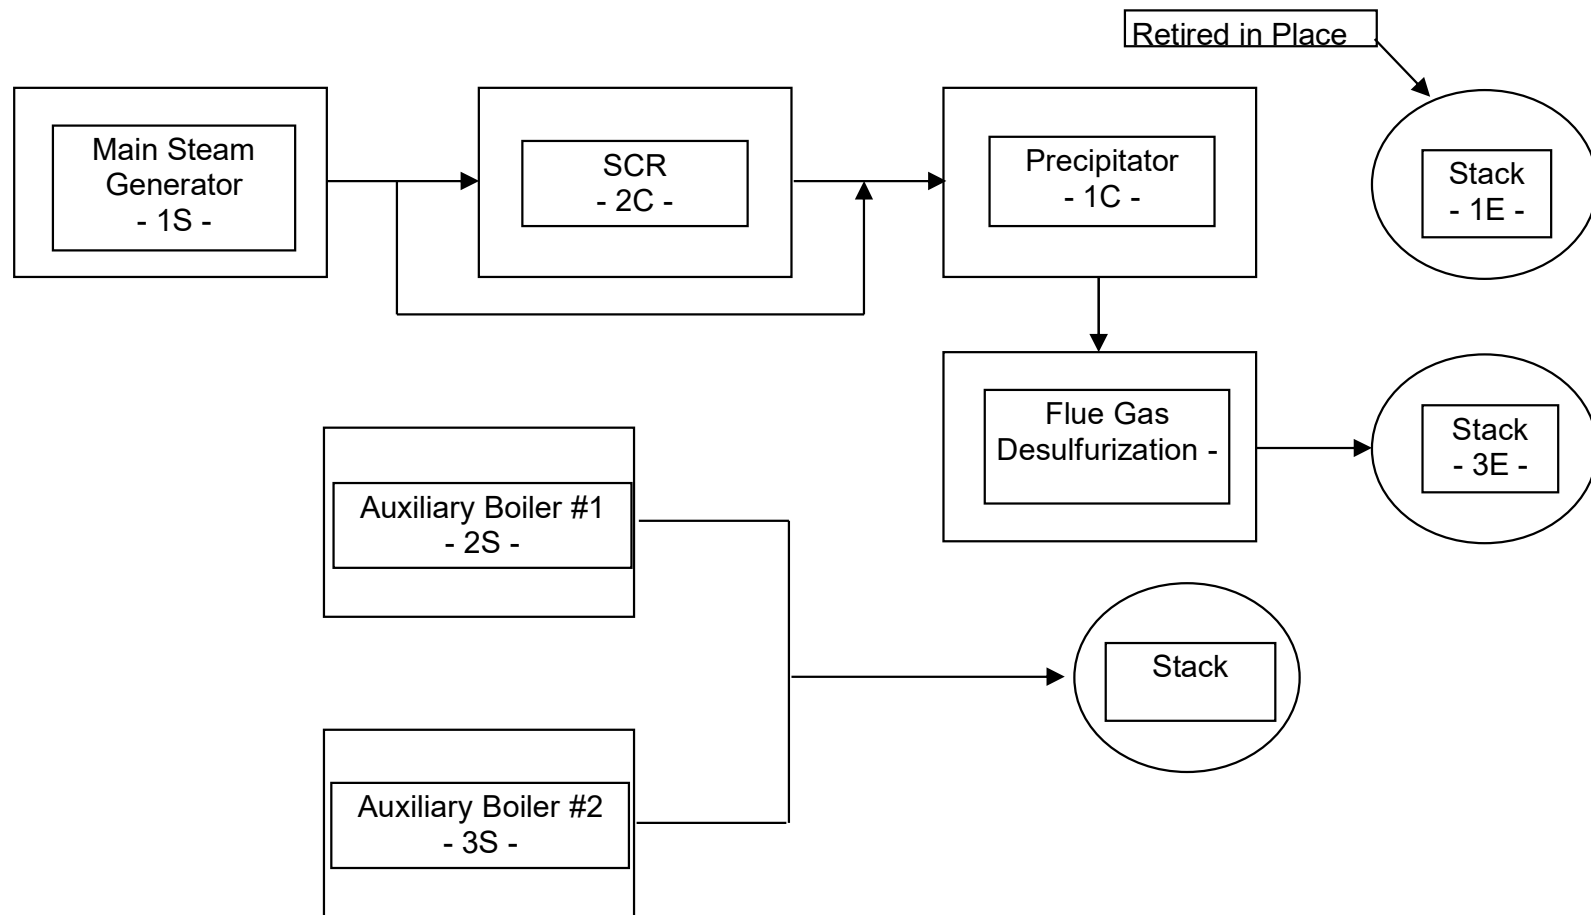 Retired in Place
Main Steam
Generator
- 1S -
SCR
- 2C -
Precipitator
- 1C -
Stack
- 1E -
Flue Gas
Desulfurization -
Stack
- 3E -
Auxiliary Boiler #1
- 2S -
Stack
Auxiliary Boiler #2
- 3S -